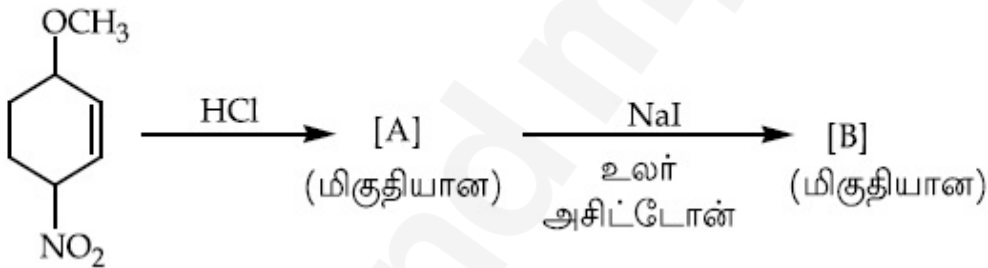 OCH₃
HCl
[A]
(மிகுதியான)
NaI
உலர்
அசிட்டோன்
[B]
(மிகுதியான)
NO₂